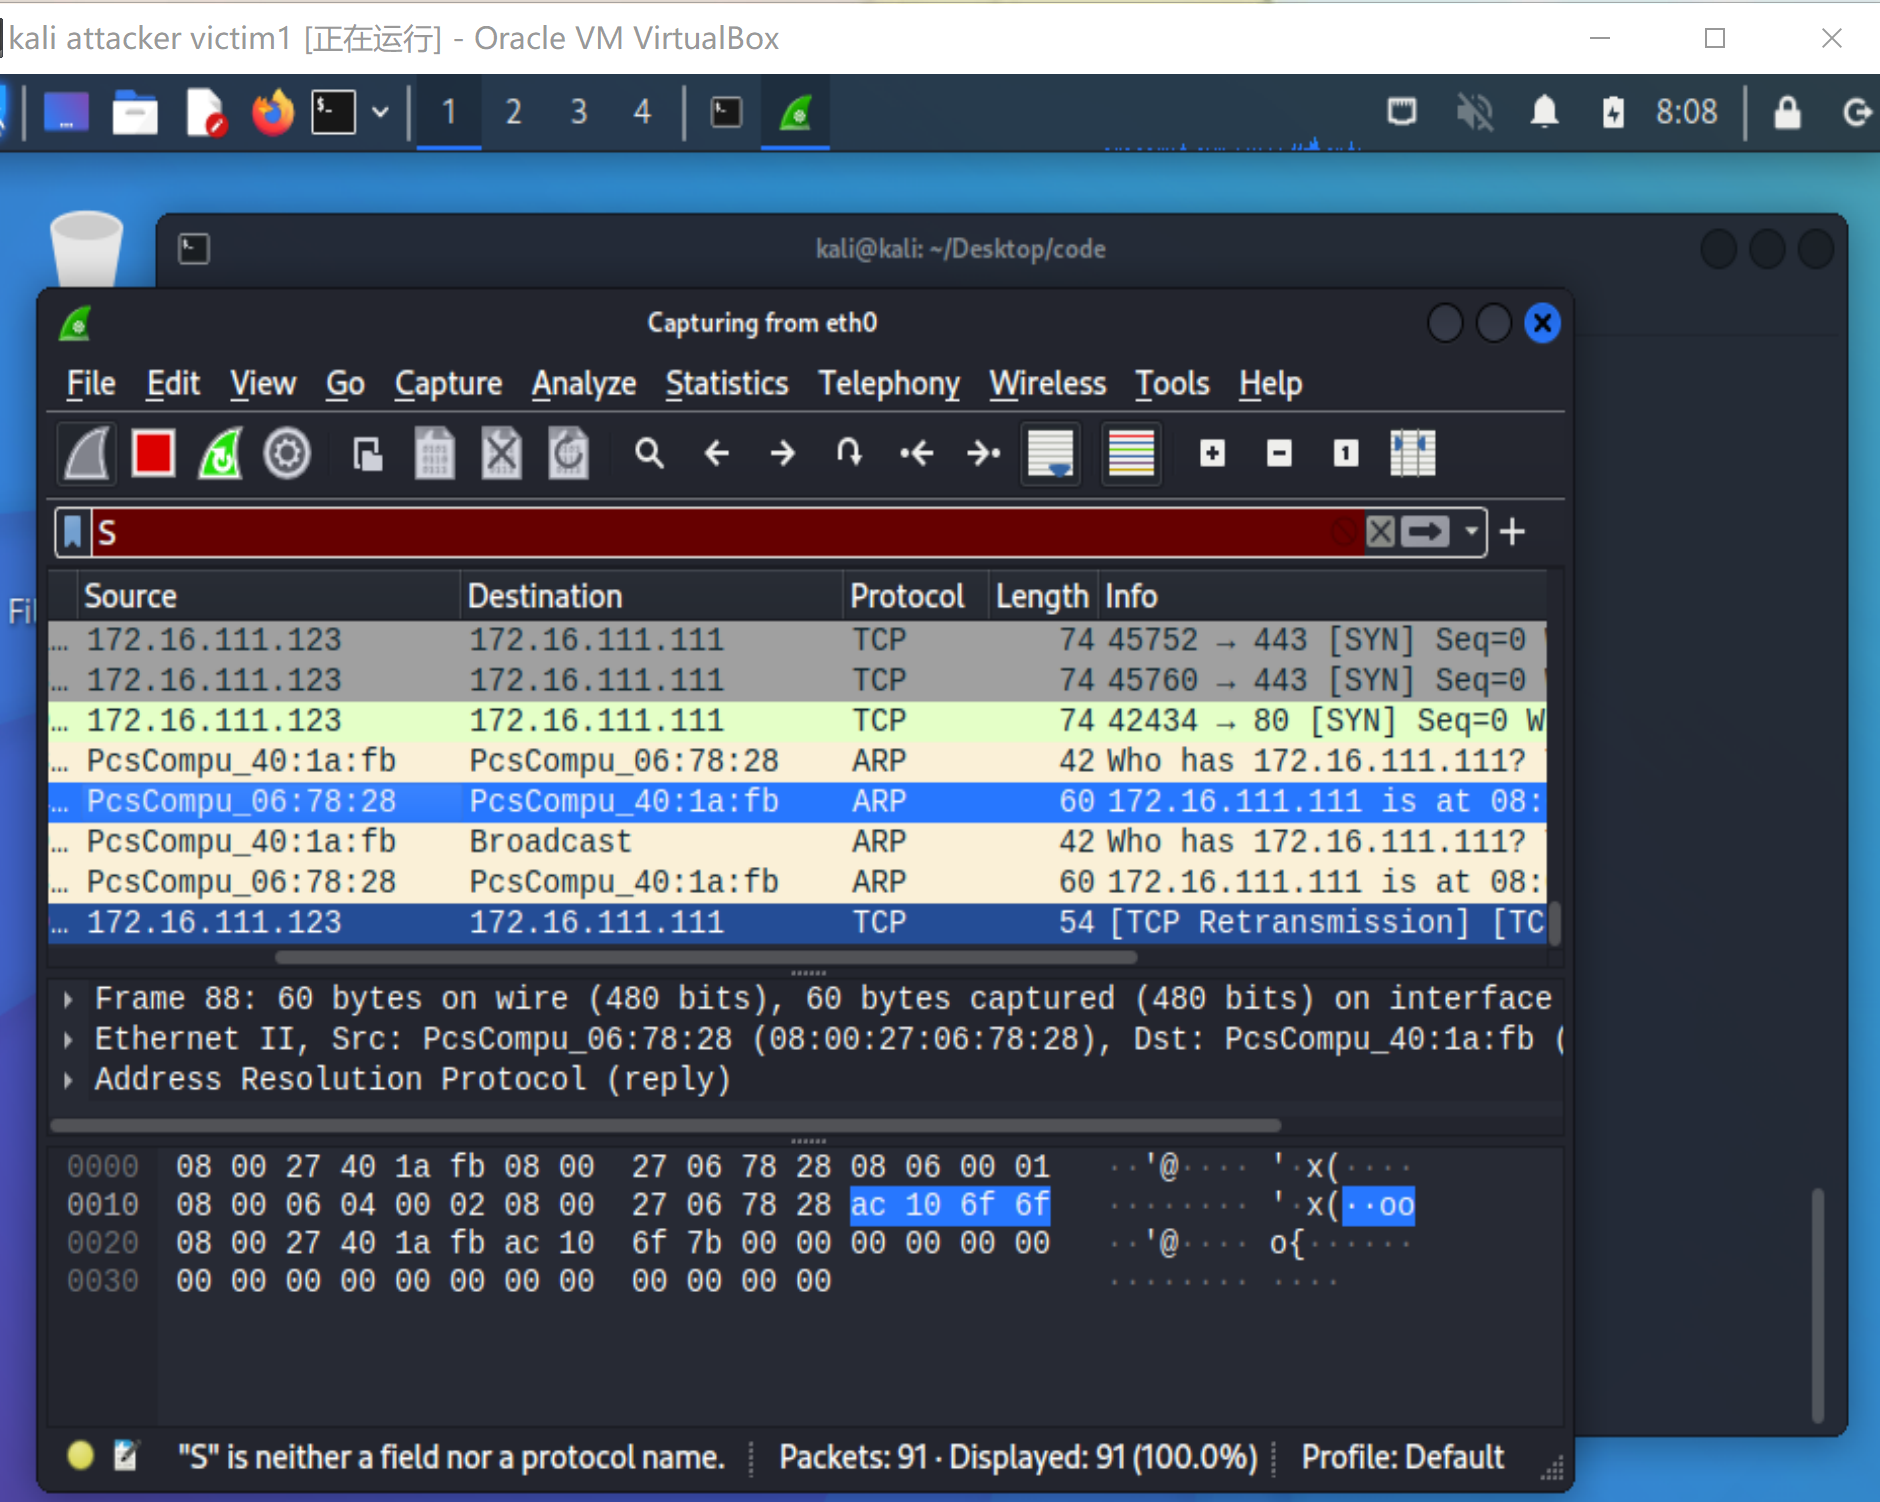 kali attacker victim1 [正在运行] - Oracle VM VirtualBox
1 2 3 4 8:08
kali@kali: ~/Desktop/code
Capturing from eth0
File Edit View Go Capture Analyze Statistics Telephony Wireless Tools Help
S
Fil
Source Destination Protocol Length Info
… 172.16.111.123 172.16.111.111 TCP 74 45752 → 443 [SYN] Seq=0
… 172.16.111.123 172.16.111.111 TCP 74 45760 → 443 [SYN] Seq=0
… 172.16.111.123 172.16.111.111 TCP 74 42434 → 80 [SYN] Seq=0 W
… PcsCompu_40:1a:fb PcsCompu_06:78:28 ARP 42 Who has 172.16.111.111?
… PcsCompu_06:78:28 PcsCompu_40:1a:fb ARP 60 172.16.111.111 is at 08:
… PcsCompu_40:1a:fb Broadcast ARP 42 Who has 172.16.111.111?
… PcsCompu_06:78:28 PcsCompu_40:1a:fb ARP 60 172.16.111.111 is at 08:
… 172.16.111.123 172.16.111.111 TCP 54 [TCP Retransmission] [TC
Frame 88: 60 bytes on wire (480 bits), 60 bytes captured (480 bits) on interface
Ethernet II, Src: PcsCompu_06:78:28 (08:00:27:06:78:28), Dst: PcsCompu_40:1a:fb (
Address Resolution Protocol (reply)
0000 08 00 27 40 1a fb 08 00 27 06 78 28 08 06 00 01 ··'@···· '·x(····
0010 08 00 06 04 00 02 08 00 27 06 78 28 ac 10 6f 6f ········ '·x(··oo
0020 08 00 27 40 1a fb ac 10 6f 7b 00 00 00 00 00 00 ··'@···· o{······
0030 00 00 00 00 00 00 00 00 00 00 00 00 ········ ····
"S" is neither a field nor a protocol name. Packets: 91 · Displayed: 91 (100.0%) Profile: Default